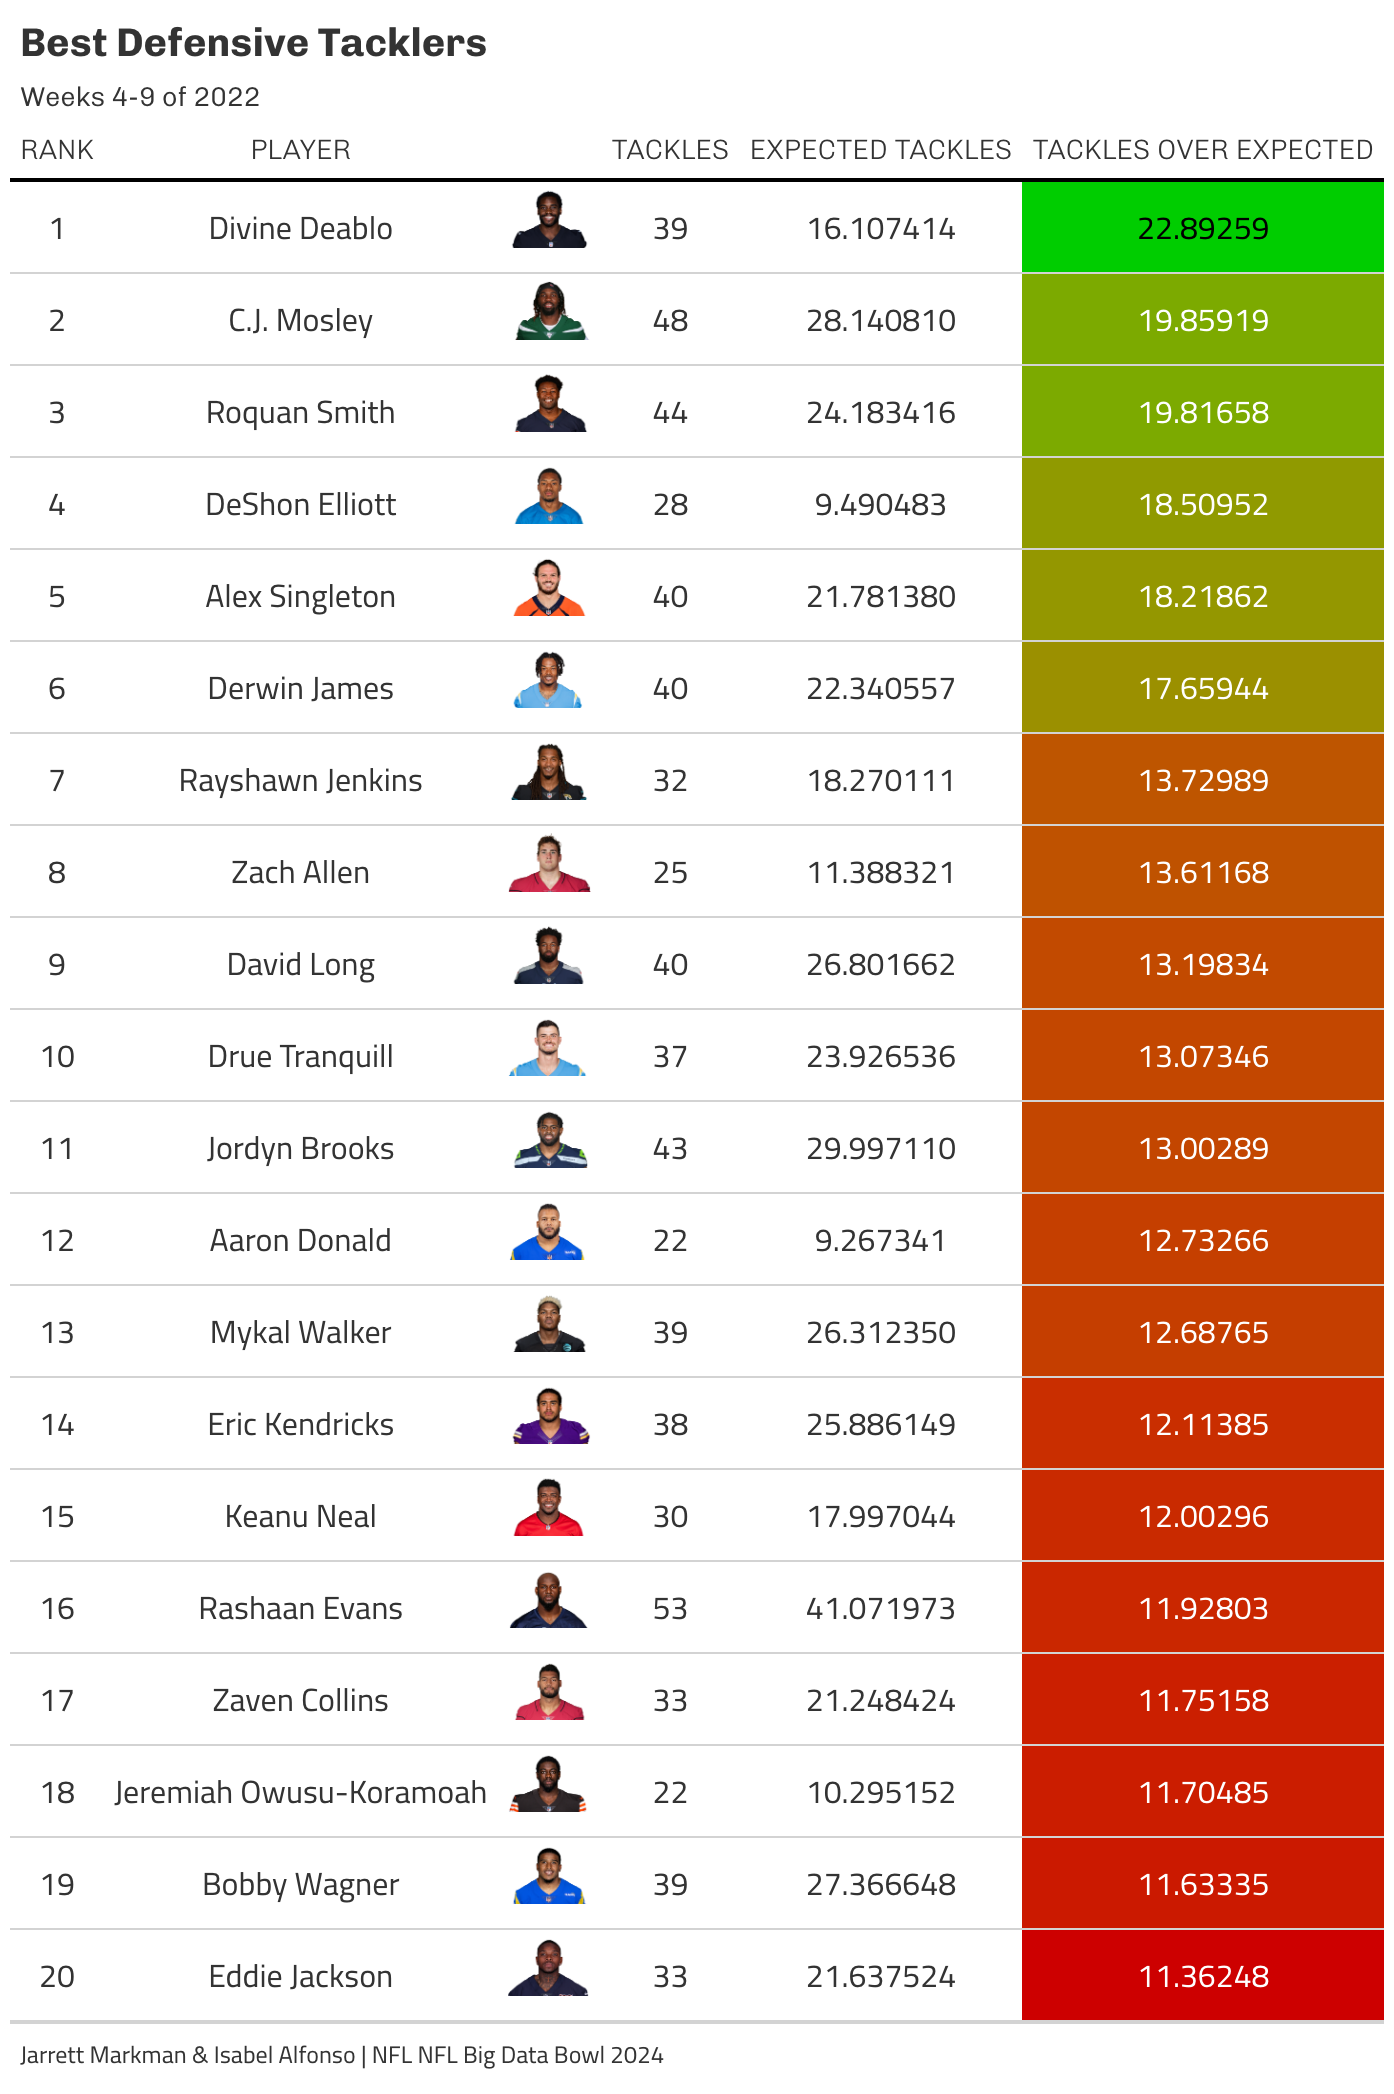 Best Defensive Tacklers
Weeks 4-9 of 2022
RANK PLAYER TACKLES EXPECTED TACKLES TACKLES OVER EXPECTED
1 Divine Deablo 39 16.107414 22.89259
2 C.J. Mosley 48 28.140810 19.85919
3 Roquan Smith 44 24.183416 19.81658
4 DeShon Elliott 28 9.490483 18.50952
5 Alex Singleton 40 21.781380 18.21862
6 Derwin James 40 22.340557 17.65944
7 Rayshawn Jenkins 32 18.270111 13.72989
8 Zach Allen 25 11.388321 13.61168
9 David Long 40 26.801662 13.19834
10 Drue Tranquill 37 23.926536 13.07346
11 Jordyn Brooks 43 29.997110 13.00289
12 Aaron Donald 22 9.267341 12.73266
13 Mykal Walker 39 26.312350 12.68765
14 Eric Kendricks 38 25.886149 12.11385
15 Keanu Neal 30 17.997044 12.00296
16 Rashaan Evans 53 41.071973 11.92803
17 Zaven Collins 33 21.248424 11.75158
18 Jeremiah Owusu-Koramoah 22 10.295152 11.70485
19 Bobby Wagner 39 27.366648 11.63335
20 Eddie Jackson 33 21.637524 11.36248
Jarrett Markman & Isabel Alfonso | NFL NFL Big Data Bowl 2024